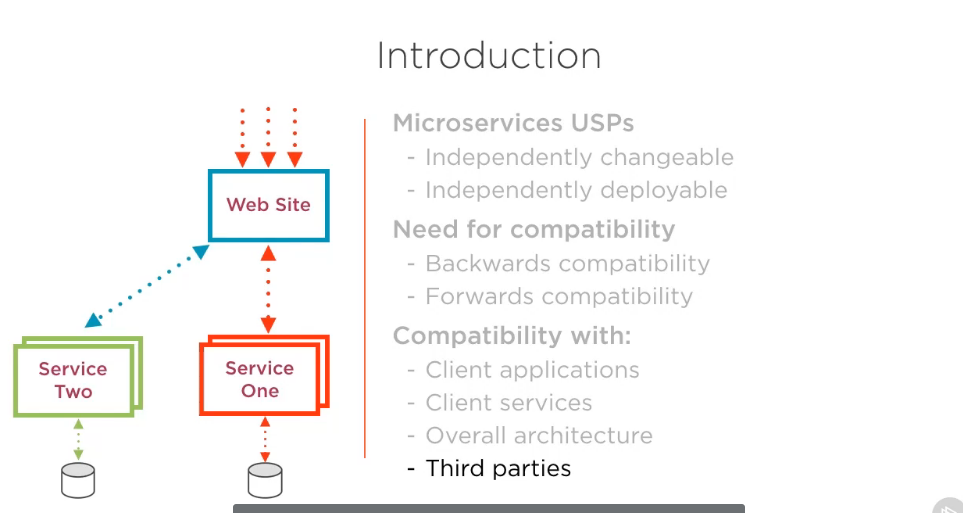 Introduction
Web Site
Service
Two
Service
One
Microservices USPs
- Independently changeable
- Independently deployable
Need for compatibility
- Backwards compatibility
- Forwards compatibility
Compatibility with:
- Client applications
- Client services
- Overall architecture
- Third parties